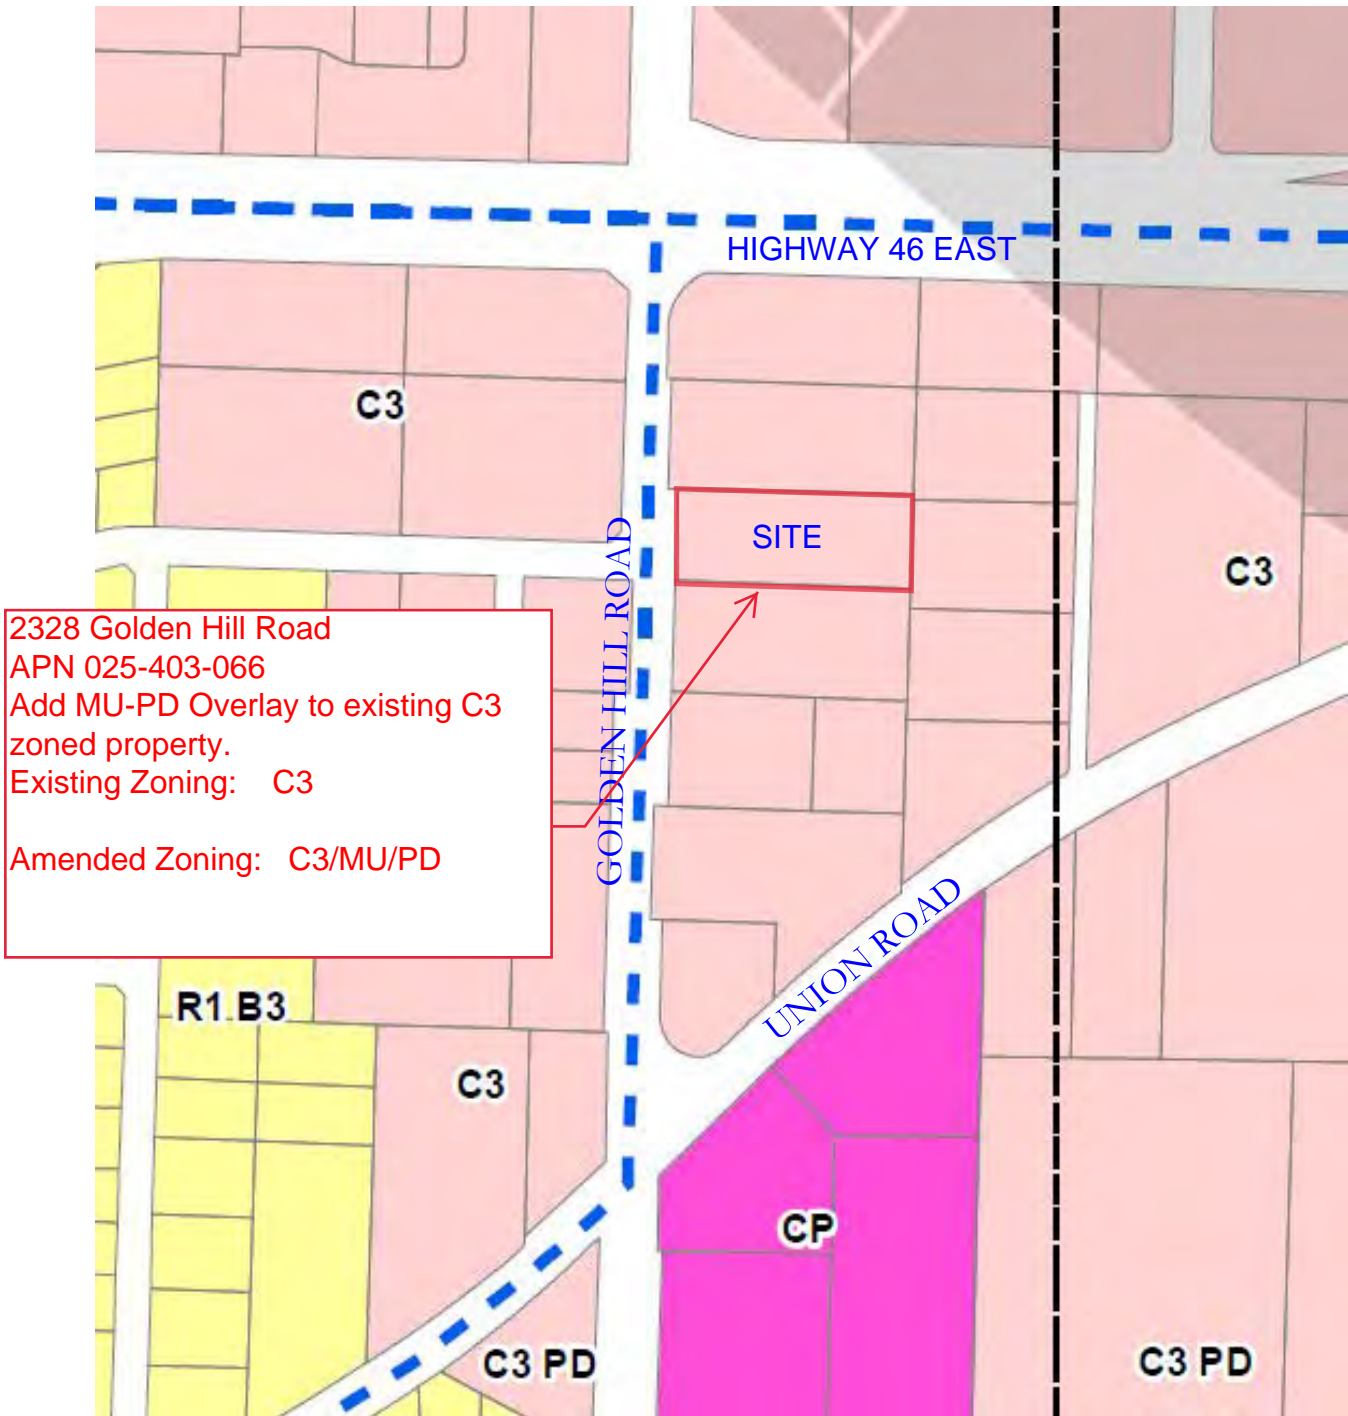 HIGHWAY 46 EAST
C3
SITE
C3
GOLDEN HILL ROAD
2328 Golden Hill Road
APN 025-403-066
Add MU-PD Overlay to existing C3
zoned property.
Existing Zoning: C3
Amended Zoning: C3/MU/PD
UNION ROAD
R1 B3
C3
CP
C3 PD
C3 PD